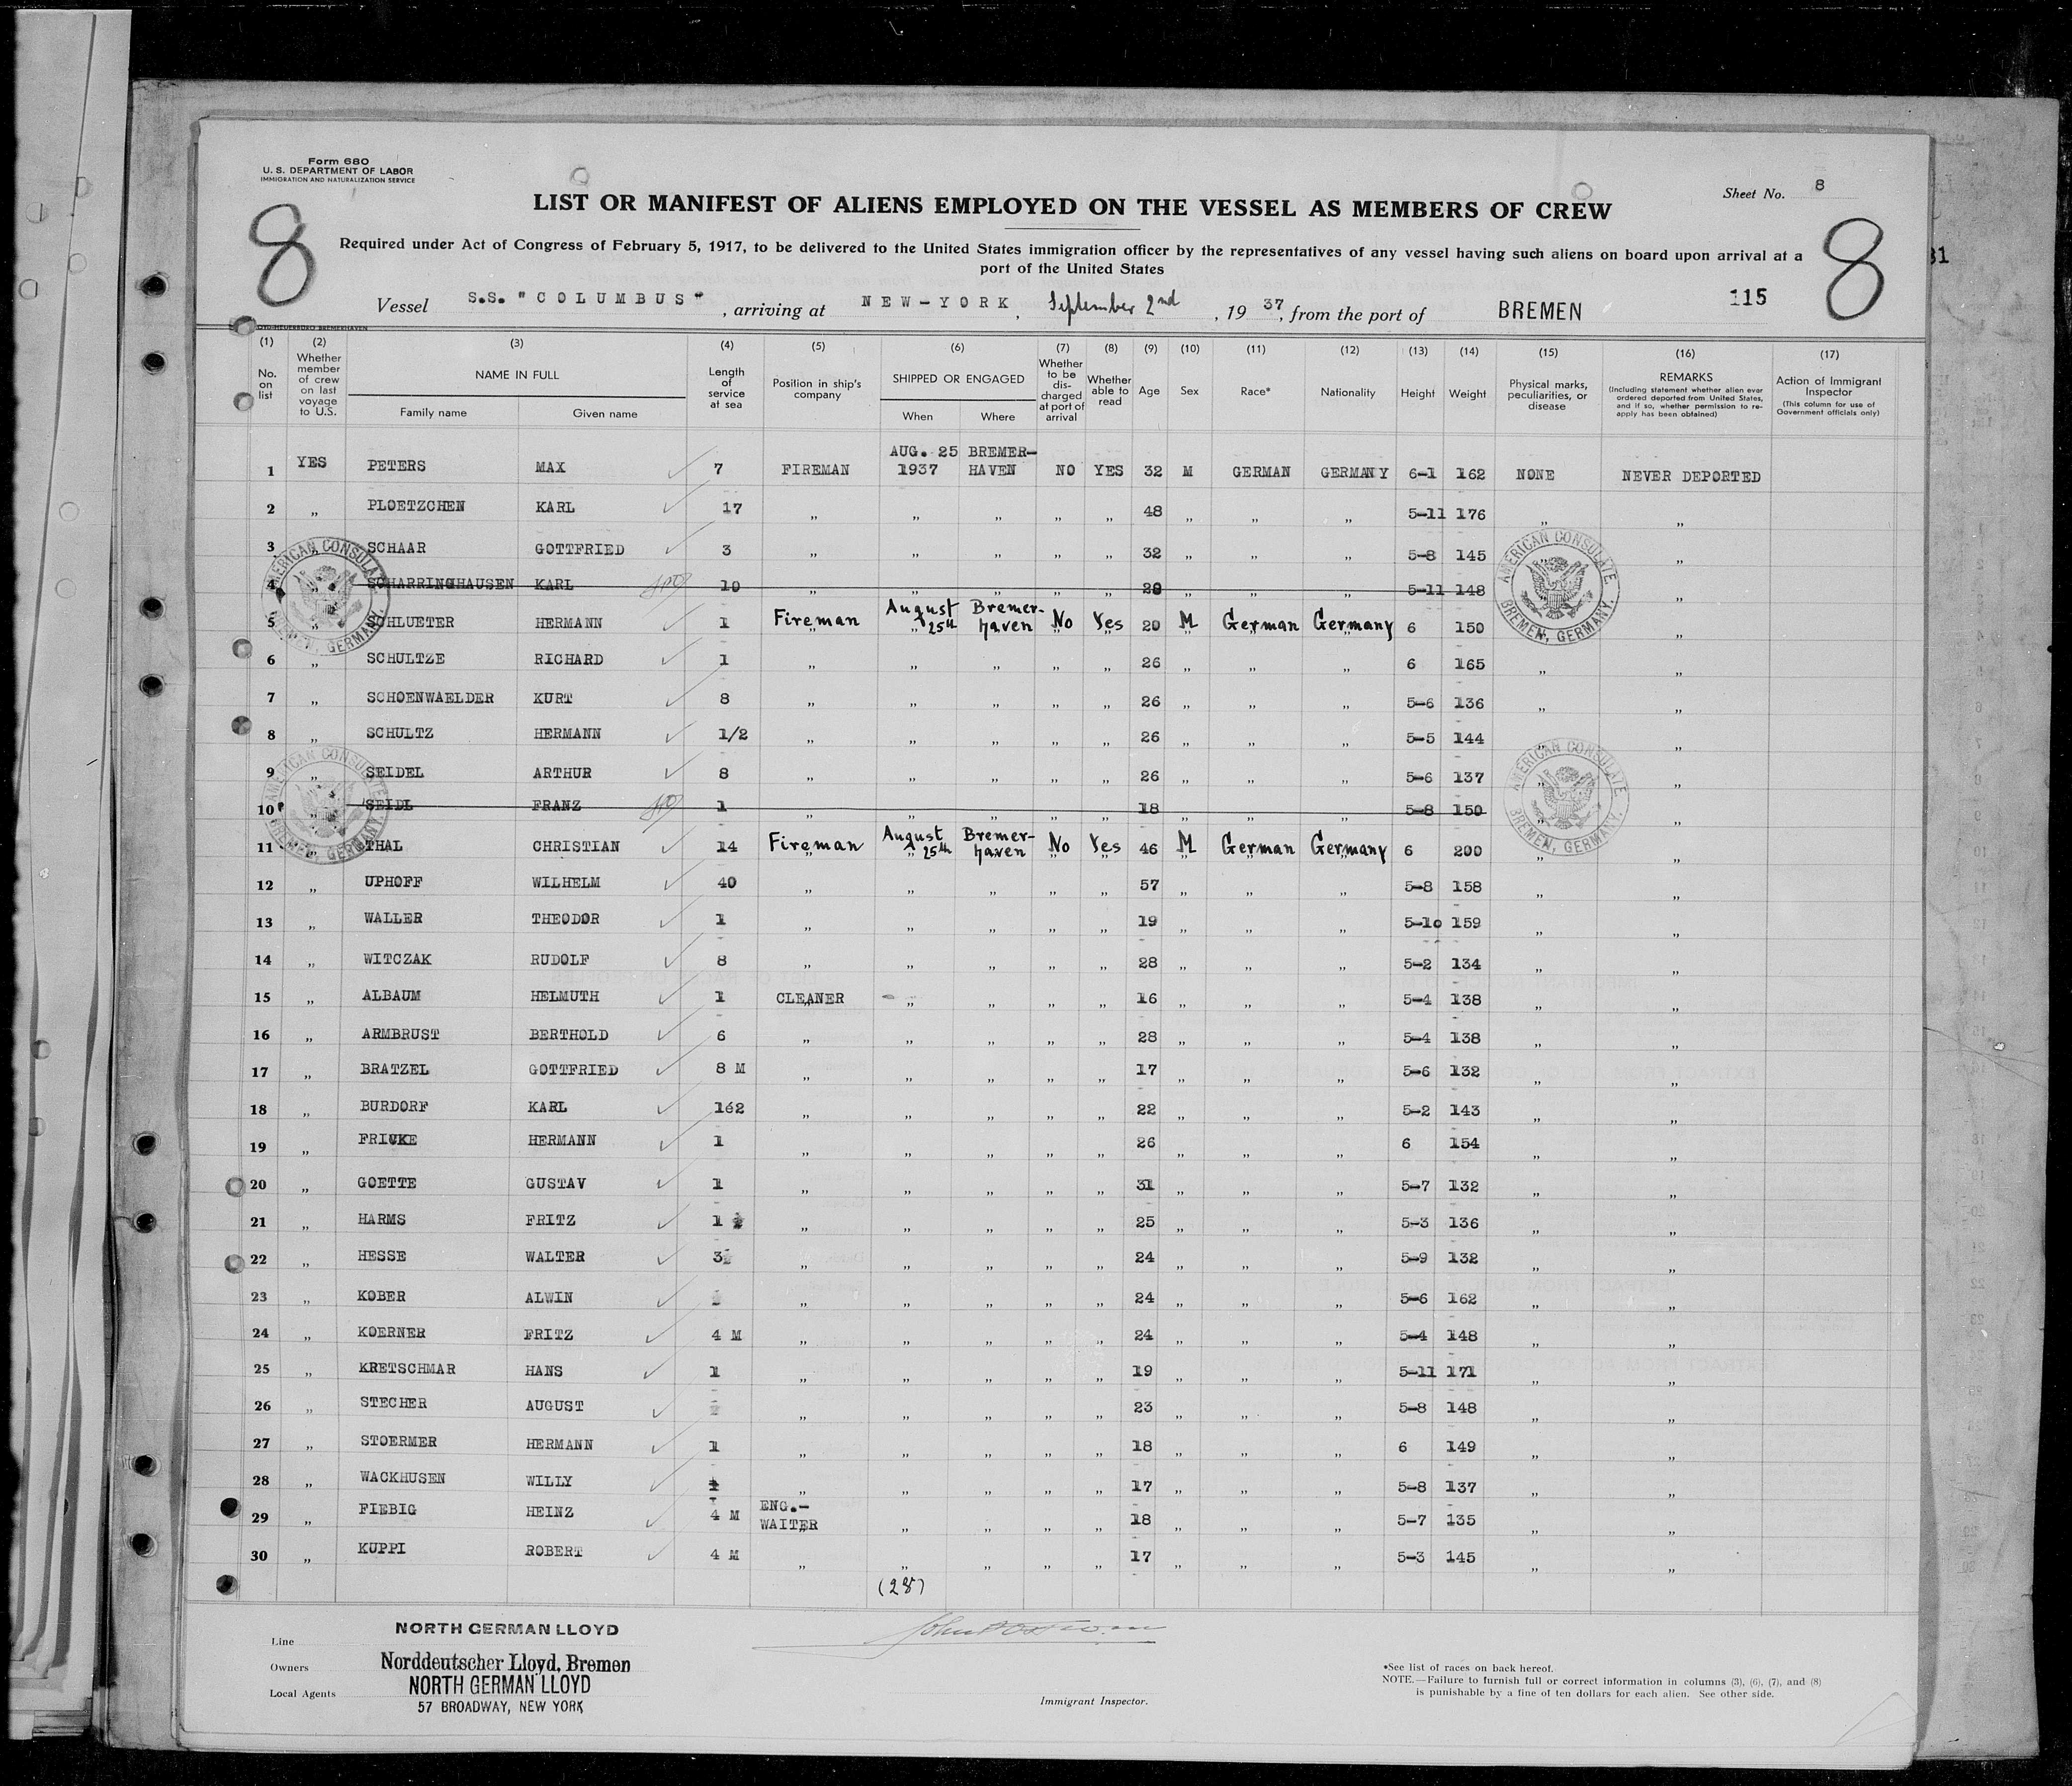 Form 680
U. S. DEPARTMENT OF LABOR
IMMIGRATION AND NATURALIZATION SERVICE
Sheet No. 8
8
8
LIST OR MANIFEST OF ALIENS EMPLOYED ON THE VESSEL AS MEMBERS OF CREW
Required under Act of Congress of February 5, 1917, to be delivered to the United States immigration officer by the representatives of any vessel having such aliens on board upon arrival at a
port of the United States
31
115
Vessel S.S. "COLUMBUS", arriving at NEW-YORK, September 2nd, 1937, from the port of BREMEN
(1) (2) (3) (4) (5) (6) (7) (8) (9) (10) (11) (12) (13) (14) (15) (16) (17)
No. on list
Whether member of crew on last voyage to U.S.
NAME IN FULL
Family name Given name
Length of service at sea
Position in ship's company
SHIPPED OR ENGAGED
When Where
Whether to be discharged at port of arrival
Whether able to read
Age
Sex
Race*
Nationality
Height
Weight
Physical marks, peculiarities, or disease
REMARKS
(Including statement whether alien ever ordered deported from United States, and if so, whether permission to reapply has been obtained)
Action of Immigrant Inspector
(This column for use of Government officials only)
1 YES PETERS MAX 7 FIREMAN AUG. 25 1937 BREMER-HAVEN NO YES 32 M GERMAN GERMANY 6-1 162 NONE NEVER DEPORTED
2 " PLOETZCHEN KARL 17 " " " " " 48 " " " 5-11 176 " "
3 " SCHAAR GOTTFRIED 3 " " " " " 32 " " " 5-8 145 "
4 SCHARRINGHAUSEN KARL 10 " " " " " 28 " " " 5-11 148 "
5 " SCHLUETER HERMANN 1 Fireman August 25th Bremerhaven No Yes 20 M German Germany 6 150 " "
6 " SCHULTZE RICHARD 1 " " " " " 26 " " " 6 165 " "
7 " SCHOENWAELDER KURT 8 " " " " " 26 " " " 5-6 136 " "
8 " SCHULTZ HERMANN 1/2 " " " " " 26 " " " 5-5 144 " "
9 " SEIDEL ARTHUR 8 " " " " " 26 " " " 5-6 137 "
10 " SEIDL FRANZ 1 " " " " " 18 " " " 5-8 150 "
11 " THAL CHRISTIAN 14 Fireman August 25th Bremer-haven No Yes 46 M German Germany 6 200 " "
12 " UPHOFF WILHELM 40 " " " " " 57 " " " 5-8 158 " "
13 " WALLER THEODOR 1 " " " " " 19 " " " 5-10 159 " "
14 " WITCZAK RUDOLF 8 " " " " " 28 " " " 5-2 134 " "
15 " ALBAUM HELMUTH 1 CLEANER " " " " 16 " " " 5-4 138 " "
16 " ARMBRUST BERTHOLD 6 " " " " " 28 " " " 5-4 138 " "
17 " BRATZEL GOTTFRIED 8 M " " " " " 17 " " " 5-6 132 " "
18 " BURDORF KARL 162 " " " " " 22 " " " 5-2 143 " "
19 " FRICKE HERMANN 1 " " " " " 26 " " " 6 154 " "
20 " GOETTE GUSTAV 1 " " " " " 31 " " " 5-7 132 " "
21 " HARMS FRITZ 1 " " " " " 25 " " " 5-3 136 " "
22 " HESSE WALTER 3 " " " " " 24 " " " 5-9 132 " "
23 " KOBER ALWIN " " " " " 24 " " " 5-6 162 " "
24 " KOERNER FRITZ 4 M " " " " " 24 " " " 5-4 148 " "
25 " KRETSCHMAR HANS 1 " " " " " 19 " " " 5-11 171 " "
26 " STECHER AUGUST " " " " " 23 " " " 5-8 148 " "
27 " STOERMER HERMANN 1 " " " " " 18 " " " 6 149 " "
28 " WACKHUSEN WILLY " " " " " 17 " " " 5-8 137 " "
29 " FIEBIG HEINZ 4 M ENG.-WAITER " " " " 18 " " " 5-7 135 " "
30 " KUPPI ROBERT 4 M " " " " " 17 " " " 5-3 145 " "
(28)
AMERICAN CONSULATE. BREMEN, GERMANY.
AMERICAN CONSULATE. BREMEN, GERMANY.
AMERICAN CONSULATE. BREMEN, GERMANY.
AMERICAN CONSULATE. BREMEN, GERMANY.
Line NORTH GERMAN LLOYD
Owners Norddeutscher Lloyd, Bremen
Local Agents NORTH GERMAN LLOYD
57 BROADWAY, NEW YORK
Immigrant Inspector.
*See list of races on back hereof.
NOTE.—Failure to furnish full or correct information in columns (3), (6), (7), and (8)
is punishable by a fine of ten dollars for each alien. See other side.